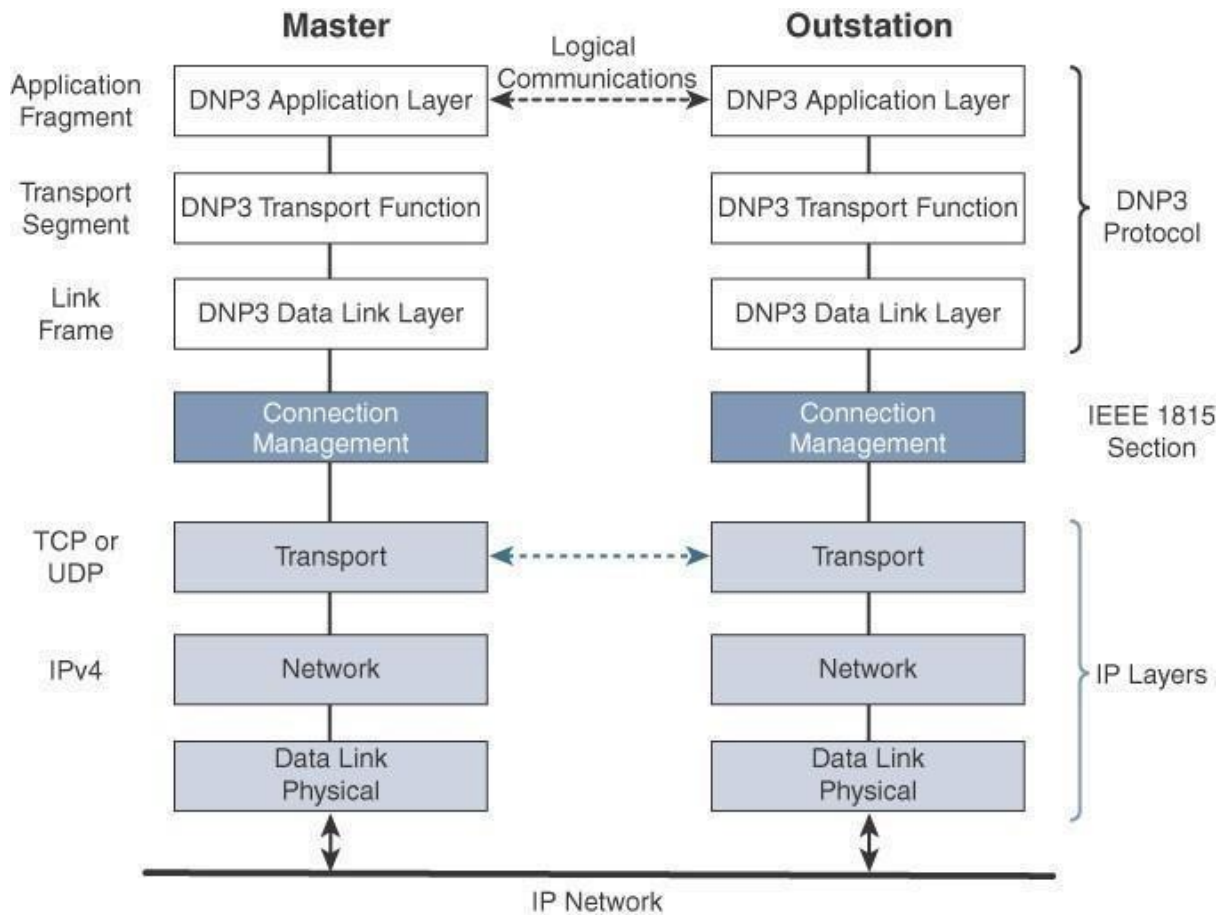 Master
Outstation
Logical
Communications
Application
Fragment
DNP3 Application Layer
DNP3 Application Layer
Transport
Segment
DNP3 Transport Function
DNP3 Transport Function
DNP3
Protocol
Link
Frame
DNP3 Data Link Layer
DNP3 Data Link Layer
Connection
Management
Connection
Management
IEEE 1815
Section
TCP or
UDP
Transport
Transport
IPv4
Network
Network
IP Layers
Data Link
Physical
Data Link
Physical
IP Network